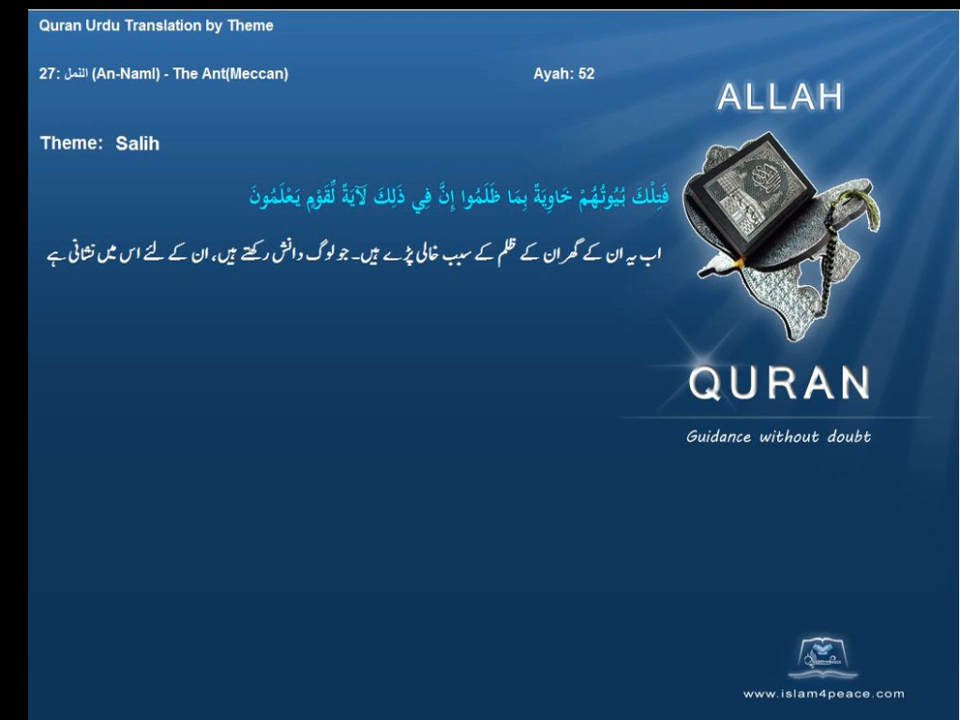 Quran Urdu Translation by Theme
27: النمل (An-Naml) - The Ant(Meccan) Ayah: 52
ALLAH
Theme: Salih
فَتِلْكَ بُيُوتُهُمْ خَاوِيَةً بِمَا ظَلَمُوا إِنَّ فِي ذَلِكَ لَآيَةً لِّقَوْمٍ يَعْلَمُونَ
اب یہ ان کے گھر ان کے ظلم کے سبب خالی پڑے ہیں۔ جو لوگ دانش رکھتے ہیں، ان کے لئے اس میں نشانی ہے
QURAN
Guidance without doubt
www.islam4peace.com